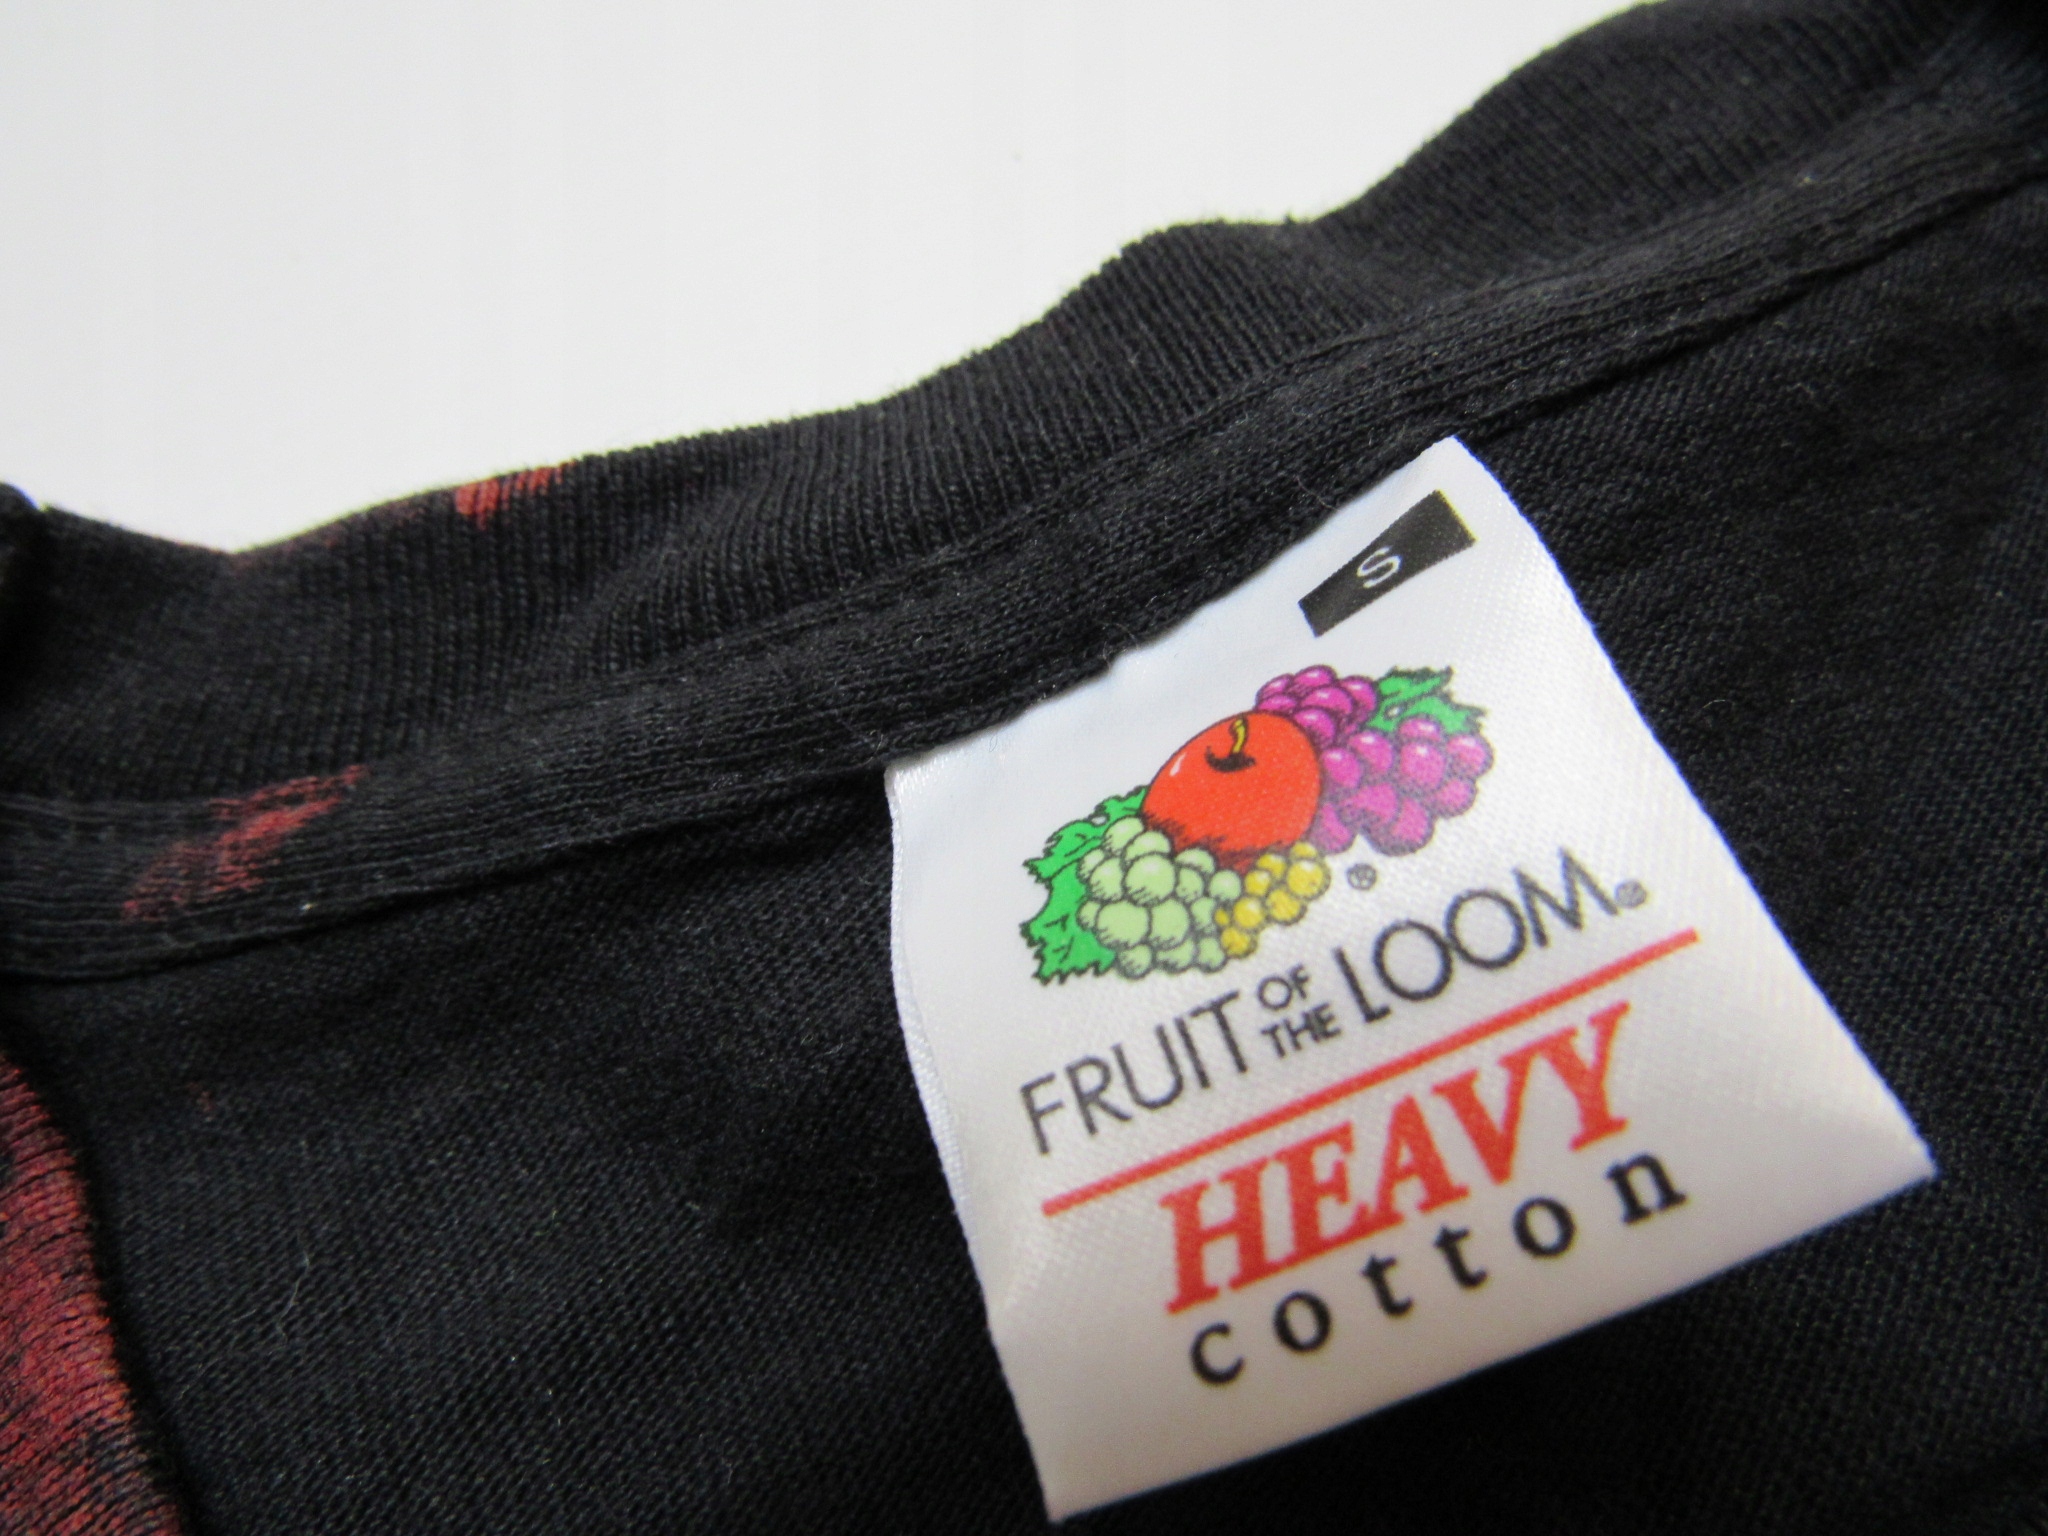 S
®
FRUIT OF THE LOOM®
HEAVY
cotton